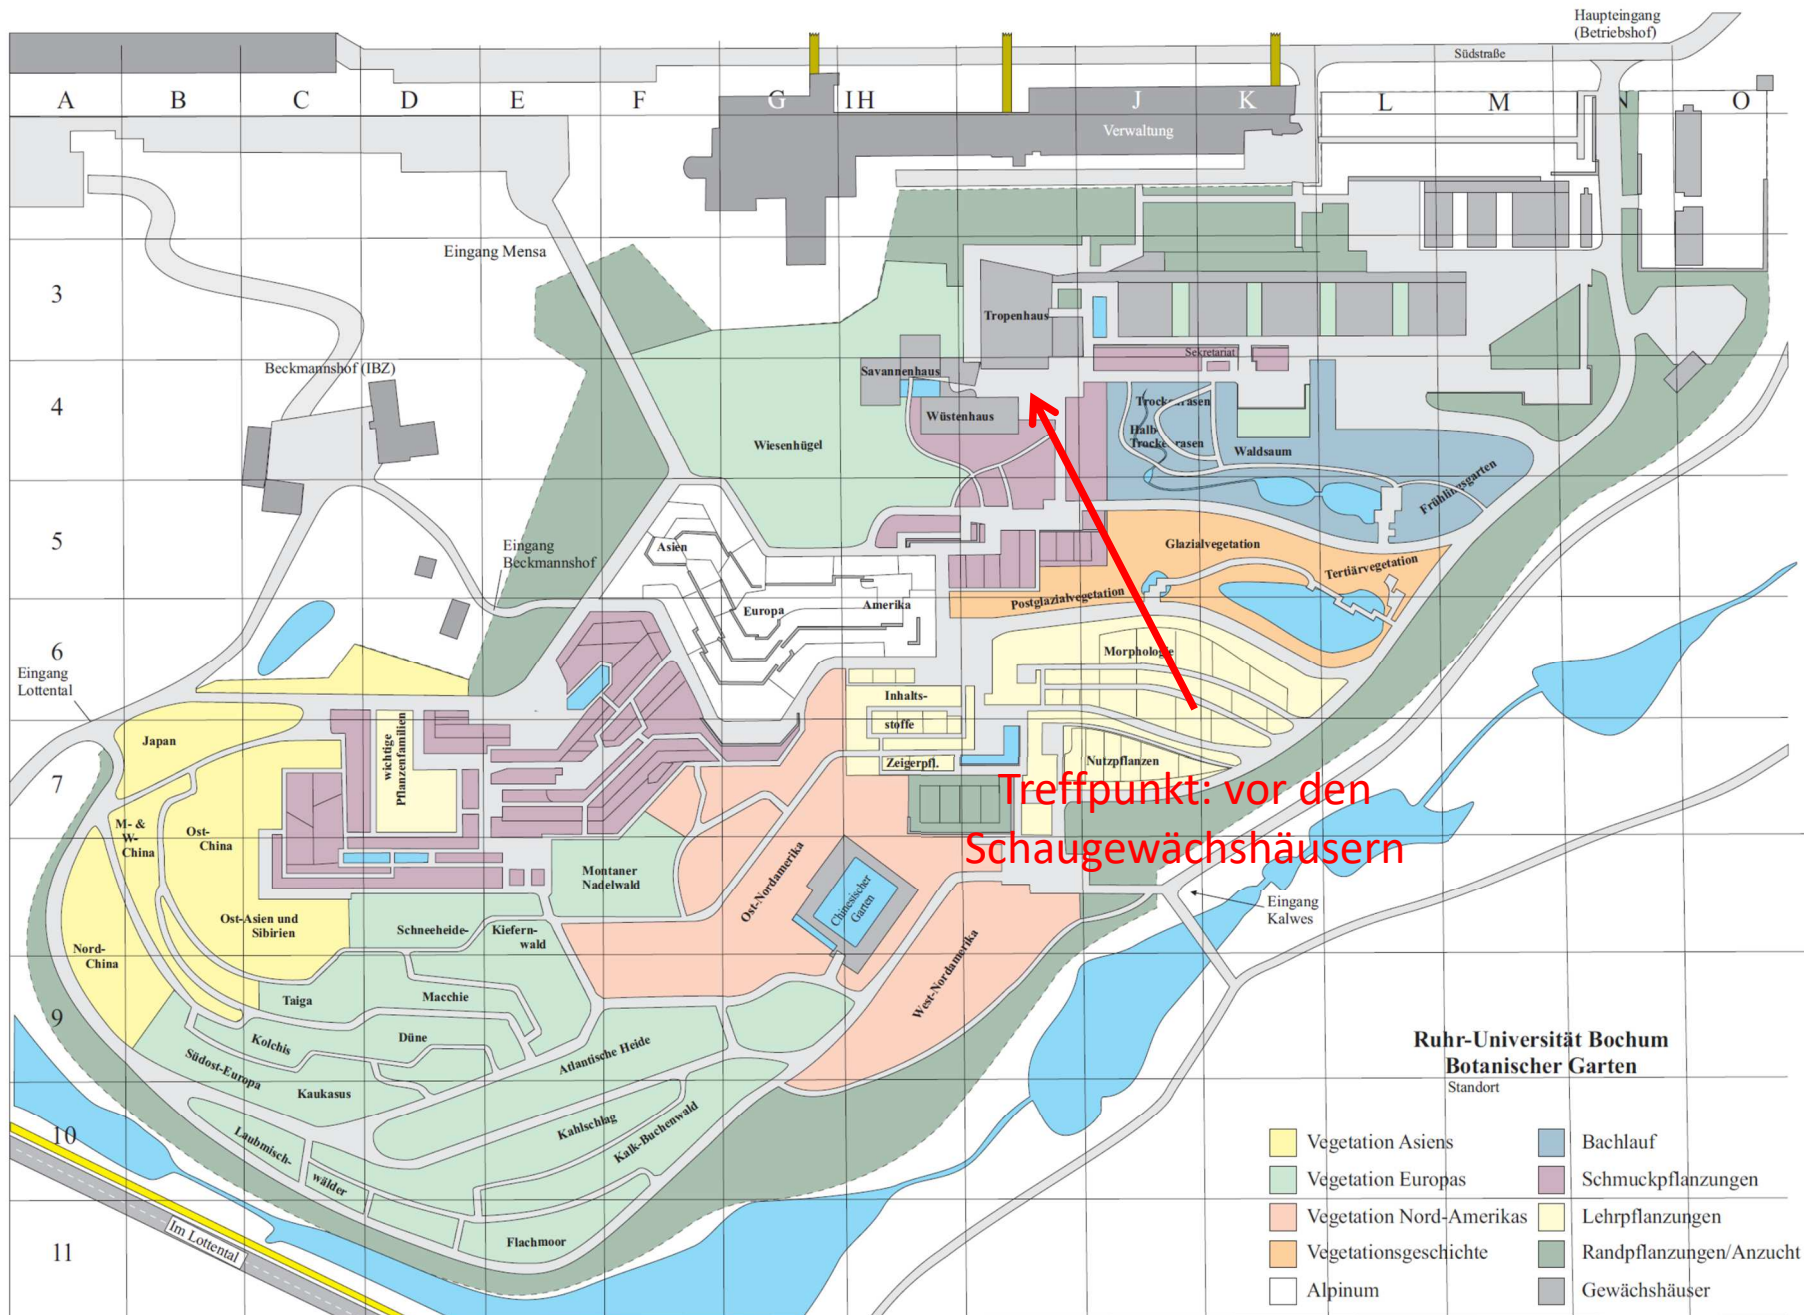 Haupteingang
(Betriebshof)
Südstraße
A B C D E F G IH J K L M N O
Verwaltung
Eingang Mensa
3
Tropenhaus
Sekretariat
Beckmannshof (IBZ)
Savannenhaus
4
Trockenrasen
Wüstenhaus
Halb-
Trockenrasen
Wiesenhügel
Waldsaum
Frühlingsgarten
5
Eingang
Beckmannshof
Asien
Glazialvegetation
Tertiärvegetation
Europa
Amerika
Postglazialvegetation
6
Morphologie
Eingang
Lottental
Inhalts-
stoffe
Japan
wichtige
Pflanzenfamilien
Zeigerpfl.
Nutzpflanzen
7
Treffpunkt: vor den
Schaugewächshäusern
M- &
W-
China
Ost-
China
Montaner
Nadelwald
Ost-Nordamerika
Chinesischer
Garten
Eingang
Kalwes
Ost-Asien und
Sibirien
Schneeheide-
Kiefern-
wald
Nord-
China
West-Nordamerika
Taiga
Macchie
9
Kolchis
Düne
Atlantische Heide
Südost-Europa
Kaukasus
Ruhr-Universität Bochum
Botanischer Garten
Standort
10
Laubmisch-
wälder
Kahlschlag
Kalk-Buchenwald
11
Im Lottental
Flachmoor
Vegetation Asiens
Vegetation Europas
Vegetation Nord-Amerikas
Vegetationsgeschichte
Alpinum
Bachlauf
Schmuckpflanzungen
Lehrpflanzungen
Randpflanzungen/Anzucht
Gewächshäuser